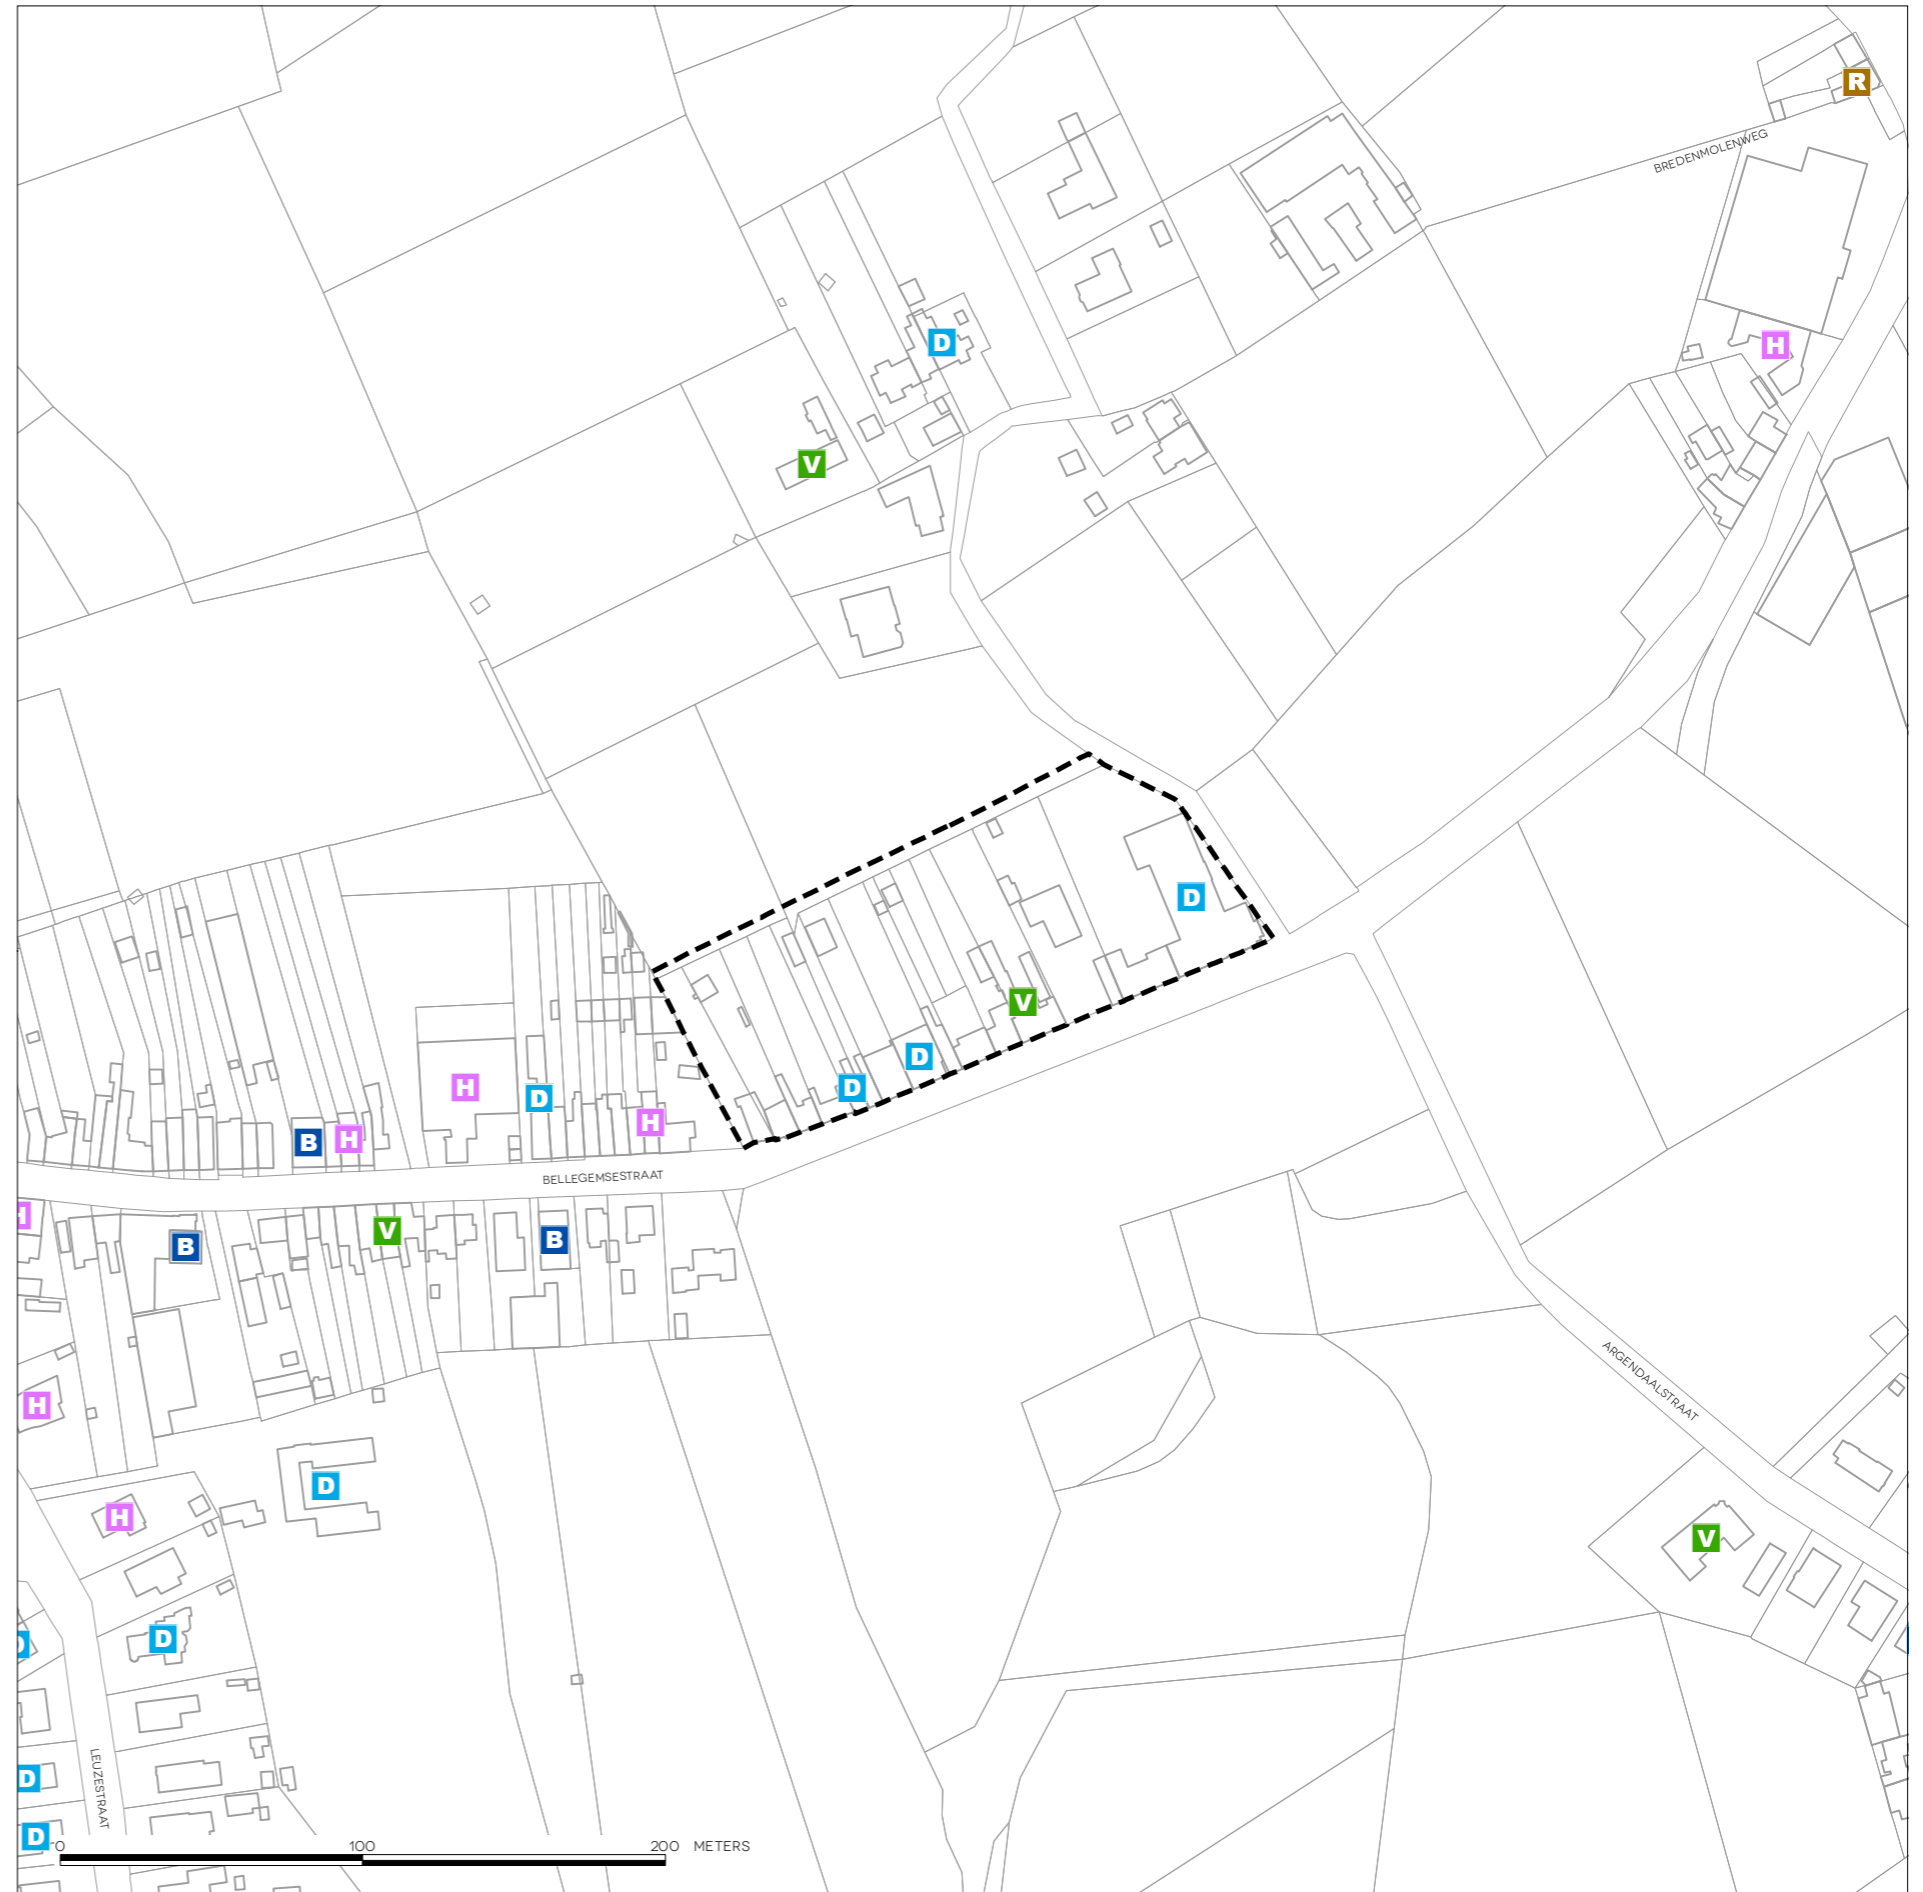 R
BREDENMOLENWEG
D
H
V
D
V
D
D
H
D
H
B
H
BELLEGEMSESTRAAT
H
V
B
B
ARGENDAALSTRAAT
H
D
H
V
D
D
LEUZESTRAAT
D
D
0 100 200 METERS